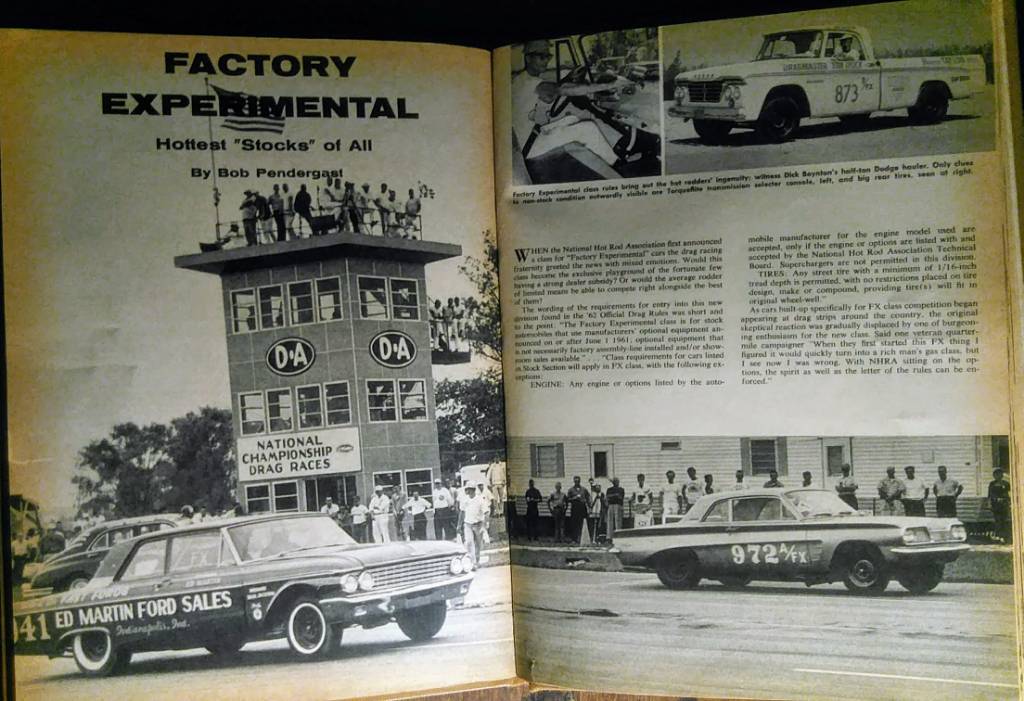 FACTORY
EXPERIMENTAL
Hottest "Stocks" of All
By Bob Pendergast
D-A
D-A
NATIONAL
CHAMPIONSHIP
DRAG RACES
FX
941
ED MARTIN FORD SALES
Indianapolis, Ind.
DRAGMASTER
873
Factory Experimental class rules bring out the hot rodders' ingenuity; witness Dick Boynton's half-ton Dodge hauler. Only clues
to non-stock condition outwardly visible are Torqueflite transmission selector console, left, and big rear tires, seen at right.
WHEN the National Hot Rod Association first announced
a class for "Factory Experimental" cars the drag racing
fraternity greeted the news with mixed emotions. Would this
class become the exclusive playground of the fortunate few
having a strong dealer subsidy? Or would the average rodder
of limited means be able to compete right alongside the best
of them?
The wording of the requirements for entry into this new
division found in the '62 Official Drag Rules was short and
to the point: "The Factory Experimental class is for stock
automobiles that use manufacturers' optional equipment an-
nounced on or after June 1 1961; optional equipment that
is not necessarily factory assembly-line installed and/or show-
room sales available" . . . "Class requirements for cars listed
in Stock Section will apply in FX class, with the following ex-
ceptions:
ENGINE: Any engine or options listed by the auto-
mobile manufacturer for the engine model used are
accepted, only if the engine or options are listed with and
accepted by the National Hot Rod Association Technical
Board. Superchargers are not permitted in this division.
TIRES: Any street tire with a minimum of 1/16-inch
tread depth is permitted, with no restrictions placed on tire
design, make or compound, providing tire(s) will fit in
original wheel-well."
As cars built-up specifically for FX class competition began
appearing at drag strips around the country, the original
skeptical reaction was gradually displaced by one of burgeon-
ing enthusiasm for the new class. Said one veteran quarter-
mile campaigner "When they first started this FX thing I
figured it would quickly turn into a rich man's gas class, but
I see now I was wrong. With NHRA sitting on the op-
tions, the spirit as well as the letter of the rules can be en-
forced."
972 A/FX